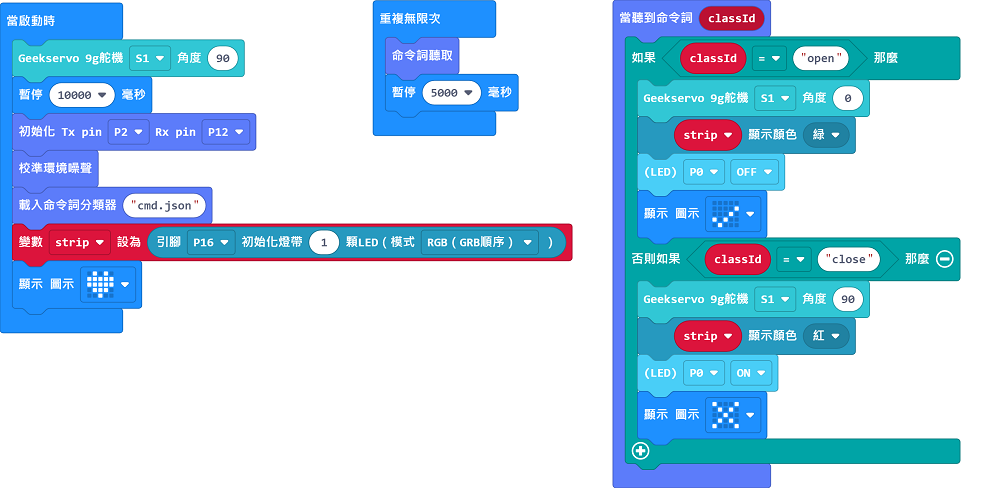 當啟動時
Geekservo 9g舵機 S1 角度 90
暫停 10000 毫秒
初始化 Tx pin P2 Rx pin P12
校準環境噪聲
載入命令詞分類器 "cmd.json"
變數 strip 設為 引腳 P16 初始化燈帶 1 顆LED(模式 RGB(GRB順序) )
顯示 圖示
重複無限次
命令詞聽取
暫停 5000 毫秒
當聽到命令詞 classId
如果 classId = "open" 那麼
Geekservo 9g舵機 S1 角度 0
strip 顯示顏色 綠
(LED) P0 OFF
顯示 圖示
否則如果 classId = "close" 那麼
Geekservo 9g舵機 S1 角度 90
strip 顯示顏色 紅
(LED) P0 ON
顯示 圖示